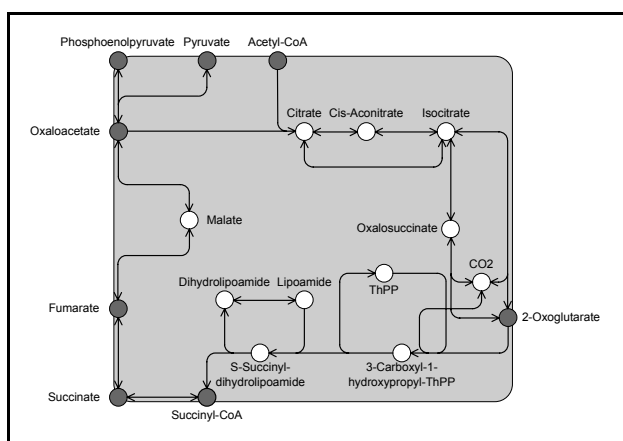 Phosphoenolpyruvate Pyruvate Acetyl-CoA
Citrate Cis-Aconitrate Isocitrate
Oxaloacetate
Malate
Oxalosuccinate
CO2
Dihydrolipoamide Lipoamide
ThPP
Fumarate
2-Oxoglutarate
S-Succinyl-
dihydrolipoamide
3-Carboxyl-1-
hydroxypropyl-ThPP
Succinate
Succinyl-CoA